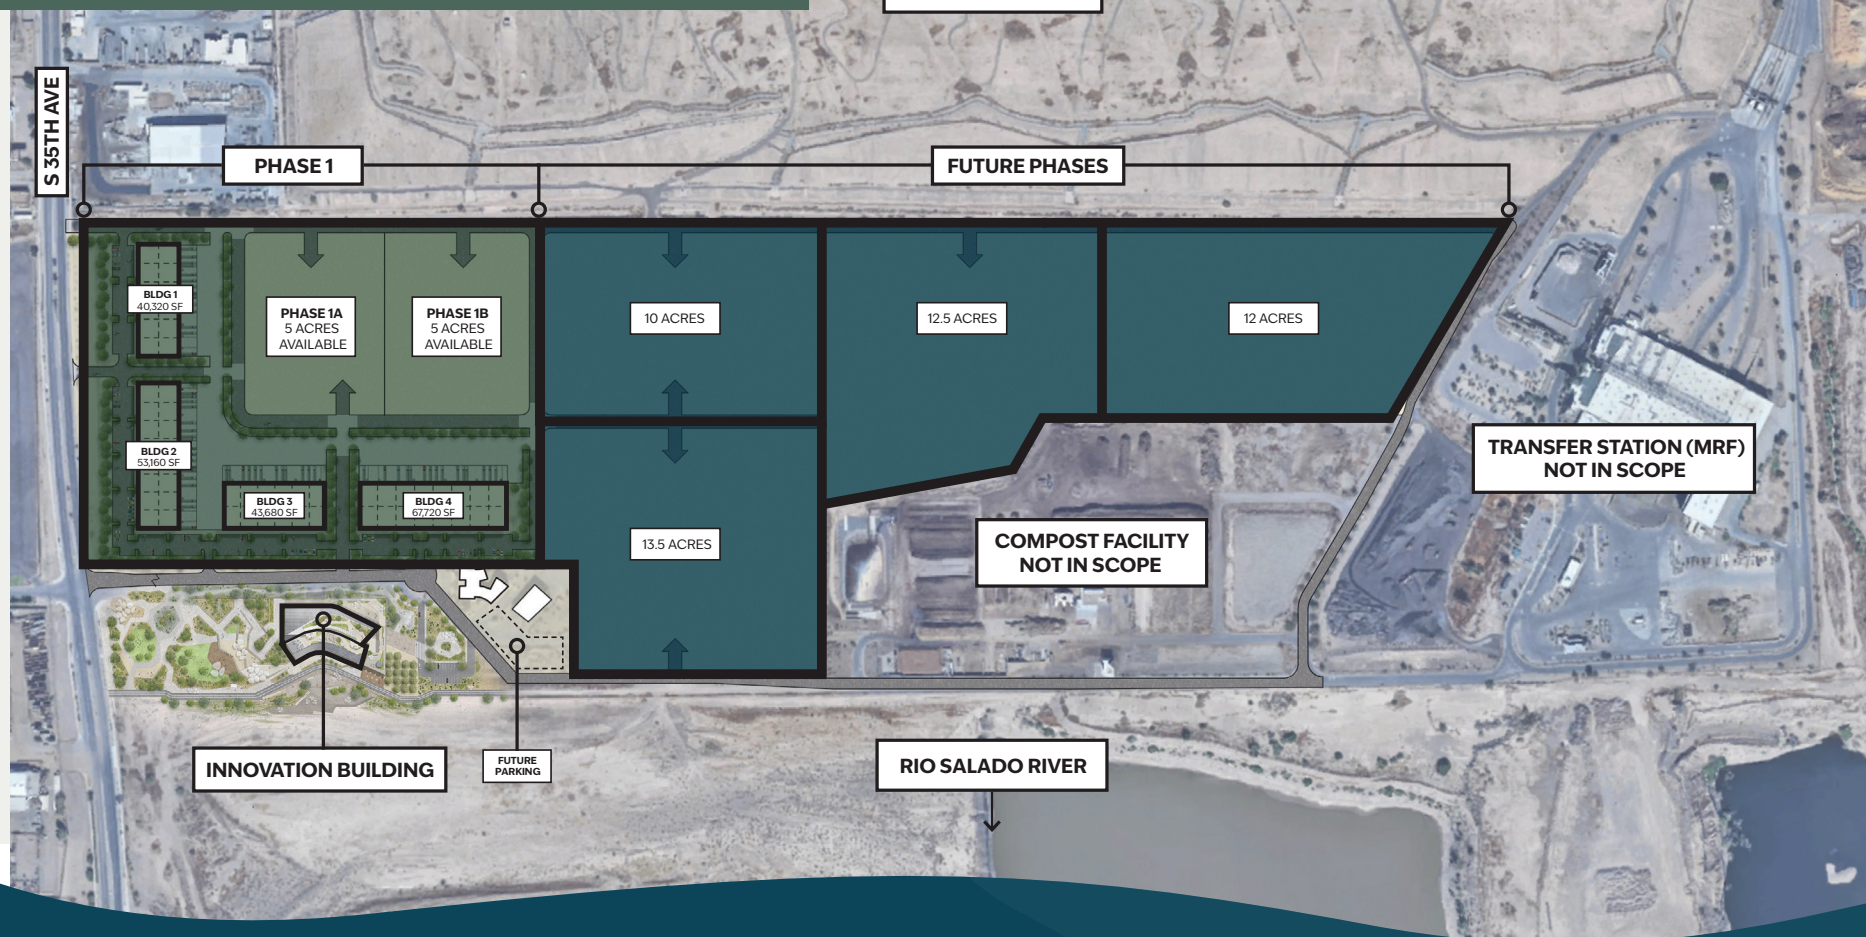 S 35TH AVE
PHASE 1
FUTURE PHASES
BLDG 1
40,320 SF
PHASE 1A
5 ACRES
AVAILABLE
PHASE 1B
5 ACRES
AVAILABLE
10 ACRES
12.5 ACRES
12 ACRES
BLDG 2
53,160 SF
BLDG 3
43,680 SF
BLDG 4
67,720 SF
13.5 ACRES
TRANSFER STATION (MRF)
NOT IN SCOPE
COMPOST FACILITY
NOT IN SCOPE
INNOVATION BUILDING
FUTURE
PARKING
RIO SALADO RIVER